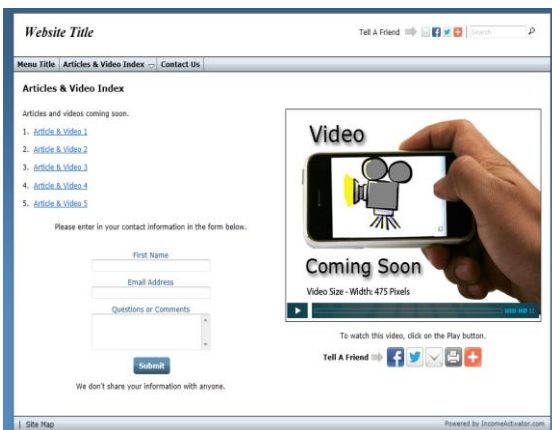 Website Title
Tell A Friend
Search
Menu Title
Articles & Video Index
Contact Us
Articles & Video Index
Articles and videos coming soon.
1. Article & Video 1
2. Article & Video 2
3. Article & Video 3
4. Article & Video 4
5. Article & Video 5
Please enter in your contact information in the form below.
First Name
Email Address
Questions or Comments
Submit
We don't share your information with anyone.
Video
Coming Soon
Video Size - Width: 475 Pixels
To watch this video, click on the Play button.
Tell A Friend
| Site Map
Powered by IncomeActivator.com